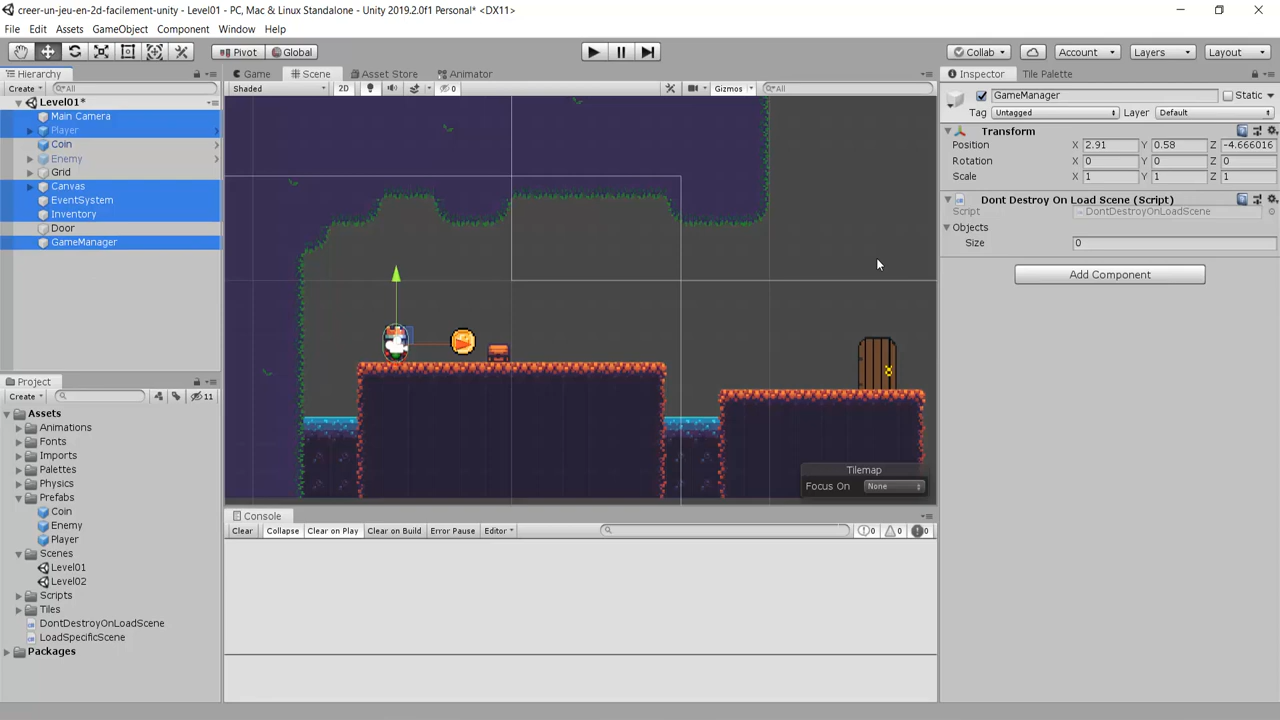 creer-un-jeu-en-2d-facilement-unity - Level01 - PC, Mac & Linux Standalone - Unity 2019.2.0f1 Personal* <DX11>
File Edit Assets GameObject Component Window Help
Pivot Global Collab Account Layers Layout
Hierarchy Game Scene Asset Store Animator Inspector Tile Palette
Create All Shaded 2D 0 Gizmos All
GameManager Static
Level01*
Tag Untagged Layer Default
Main Camera
Player
Transform
Coin
Position X 2.91 Y 0.58 Z -4.666016
Enemy
Rotation X 0 Y 0 Z 0
Grid
Scale X 1 Y 1 Z 1
Canvas
EventSystem
Dont Destroy On Load Scene (Script)
Inventory
Script DontDestroyOnLoadScene
Door
Objects
GameManager
Size 0
Add Component
Tilemap
Focus On None
Project
Create 11
Assets
Animations
Fonts
Imports
Palettes
Physics
Prefabs
Coin
Enemy
Player
Scenes
Level01
Level02
Scripts
Tiles
DontDestroyOnLoadScene
LoadSpecificScene
Packages
Console
Clear Collapse Clear on Play Clear on Build Error Pause Editor 0 0 0